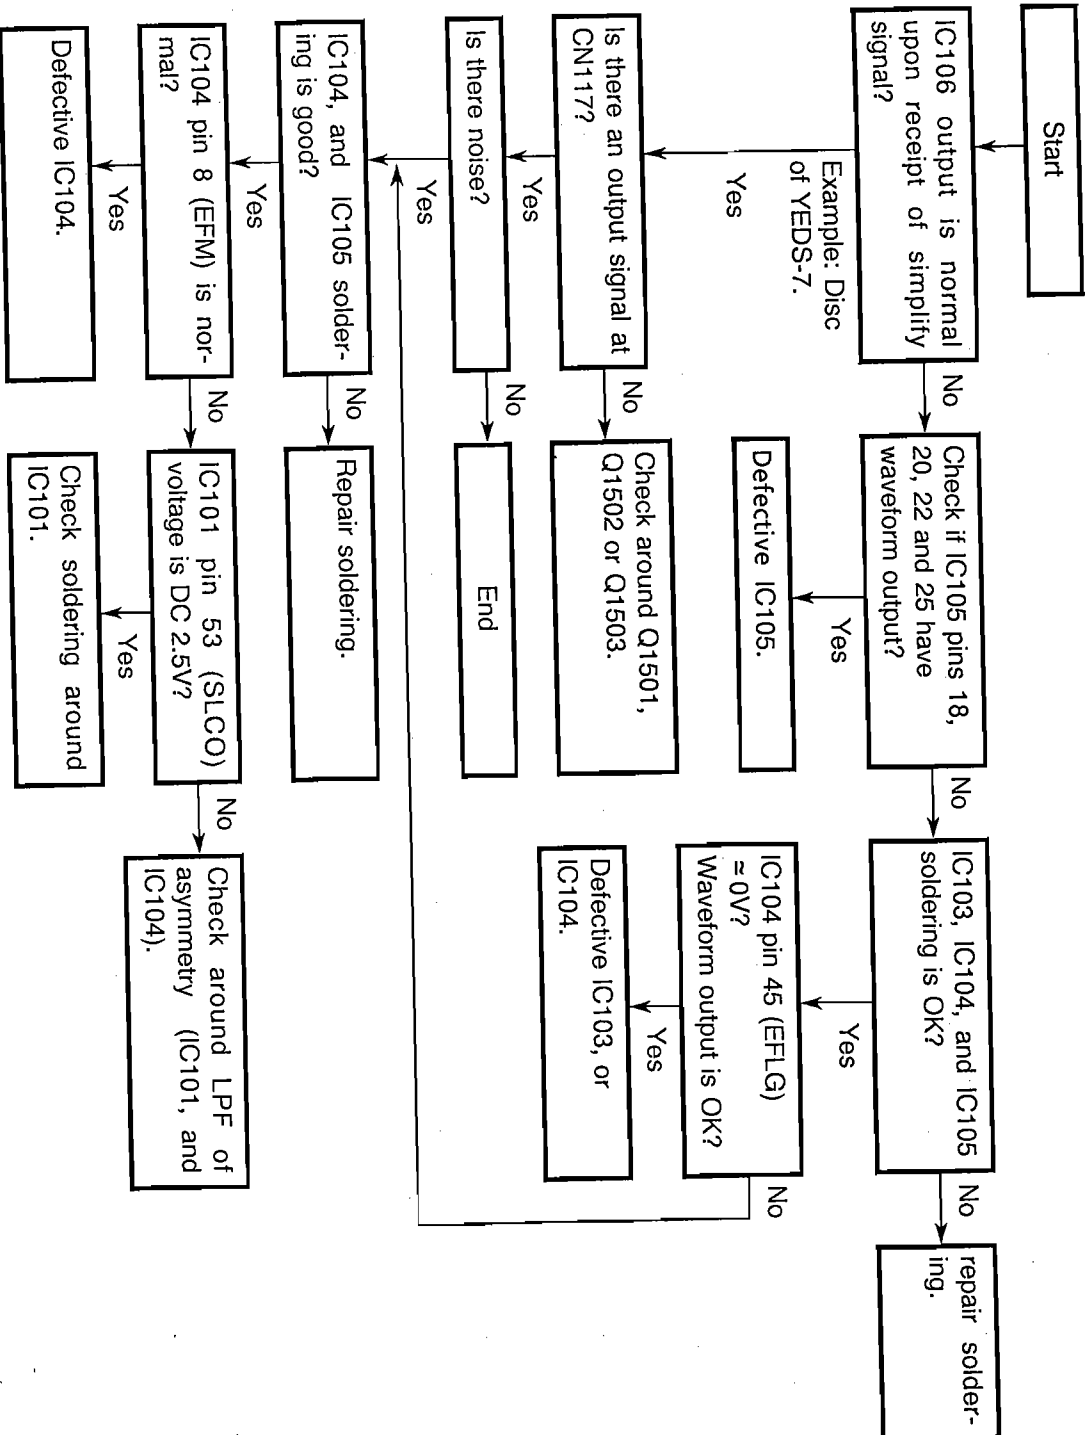 Start
IC106 output is normal
upon receipt of simplify
signal?
No
Check if IC105 pins 18,
20, 22 and 25 have
waveform output?
No
IC103, IC104, and IC105
soldering is OK?
No
repair solder-
ing.
Example: Disc
of YEDS-7.
Yes
Yes
Defective IC105.
Yes
IC104 pin 45 (EFLG)
≃0V?
Waveform output is OK?
No
Is there an output signal at
CN117?
No
Check around Q1501,
Q1502 or Q1503.
Yes
Defective IC103, or
IC104.
Yes
Is there noise?
No
End
Yes
IC104, and IC105 solder-
ing is good?
No
Repair soldering.
Yes
IC104 pin 8 (EFM) is nor-
mal?
No
IC101 pin 53 (SLCO)
voltage is DC 2.5V?
No
Check around LPF of
asymmetry (IC101, and
IC104).
Yes
Defective IC104.
Yes
Check soldering around
IC101.